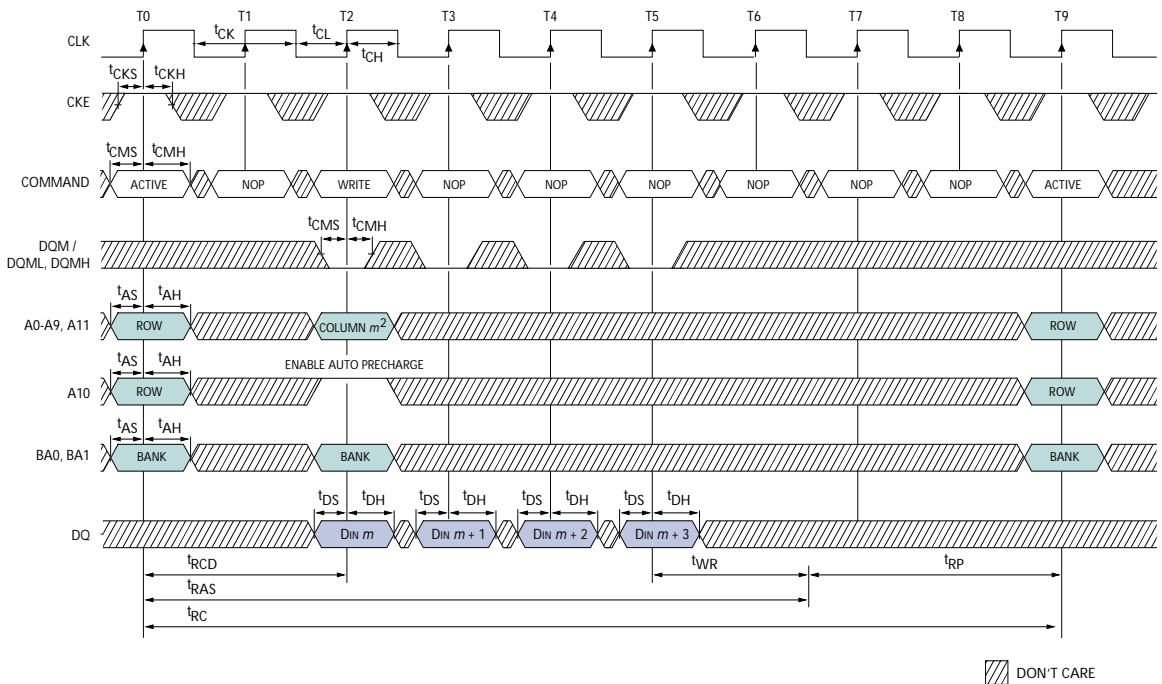 T0 T1 T2 T3 T4 T5 T6 T7 T8 T9
CLK
tCK tCL
tCH
tCKS tCKH
CKE
tCMS tCMH
COMMAND ACTIVE NOP WRITE NOP NOP NOP NOP NOP NOP ACTIVE
tCMS tCMH
DQM /
DQML, DQMH
tAS tAH
A0-A9, A11 ROW COLUMN m2 ROW
tAS tAH ENABLE AUTO PRECHARGE
A10 ROW ROW
tAS tAH
BA0, BA1 BANK BANK BANK
tDS tDH tDS tDH tDS tDH tDS tDH
DQ DIN m DIN m + 1 DIN m + 2 DIN m + 3
tRCD tWR tRP
tRAS
tRC
DON'T CARE